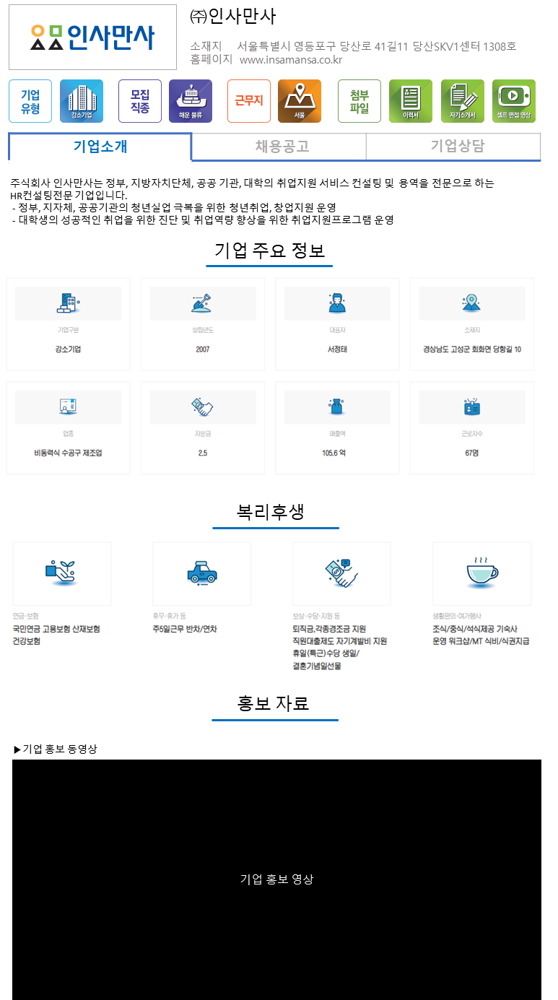 인사만사
㈜인사만사
소재지 서울특별시 영등포구 당산로 41길11 당산SKV1센터 1308호
홈페이지 www.insamansa.co.kr
기업
유형
강소기업
모집
직종
해운 물류
근무지
서울
첨부
파일
이력서
자기소개서
셀프 면접 영상
기업소개 채용공고 기업상담
주식회사 인사만사는 정부, 지방자치단체, 공공 기관, 대학의 취업지원 서비스 컨설팅 및 용역을 전문으로 하는
HR컨설팅전문 기업입니다.
- 정부, 지자체, 공공기관의 청년실업 극복을 위한 청년취업, 창업지원 운영
- 대학생의 성공적인 취업을 위한 진단 및 취업역량 향상을 위한 취업지원프로그램 운영
기업 주요 정보
기업구분 설립년도 대표자 소재지
강소기업 2007 서정태 경상남도 고성군 회화면 당항길 10
업종 자본금 매출액 근로자수
비동력식 수공구 제조업 2.5 105.6 억 67명
복리후생
연금·보험
국민연금 고용보험 산재보험
건강보험
휴무·휴가 등
주5일근무 반차/연차
보상·수당·지원 등
퇴직금,각종경조금 지원
직원대출제도 자기계발비 지원
휴일(특근)수당 생일/
결혼기념일선물
생활편의·여가행사
조식/중식/석식제공 기숙사
운영 워크샵/MT 식비/식권지급
홍보 자료
▶기업 홍보 동영상
기업 홍보 영상